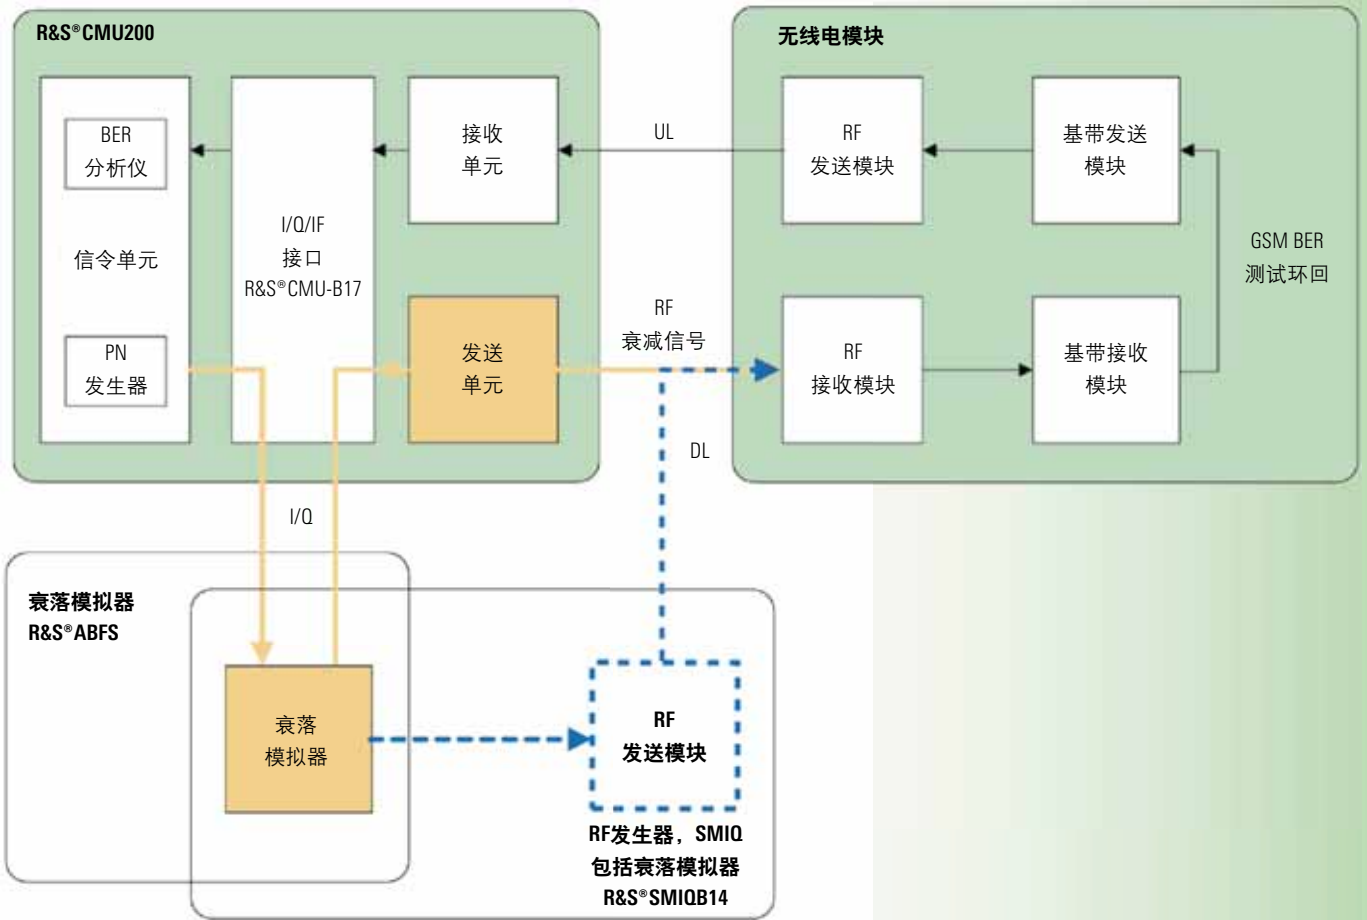 R&S®CMU200
BER
分析仪
信令单元
PN
发生器
I/Q/IF
接口
R&S®CMU-B17
接收
单元
发送
单元
UL
RF
衰减信号
DL
无线电模块
RF
发送模块
基带发送
模块
RF
接收模块
基带接收
模块
GSM BER
测试环回
I/Q
衰落模拟器
R&S®ABFS
衰落
模拟器
RF
发送模块
RF发生器，SMIQ
包括衰落模拟器
R&S®SMIQB14